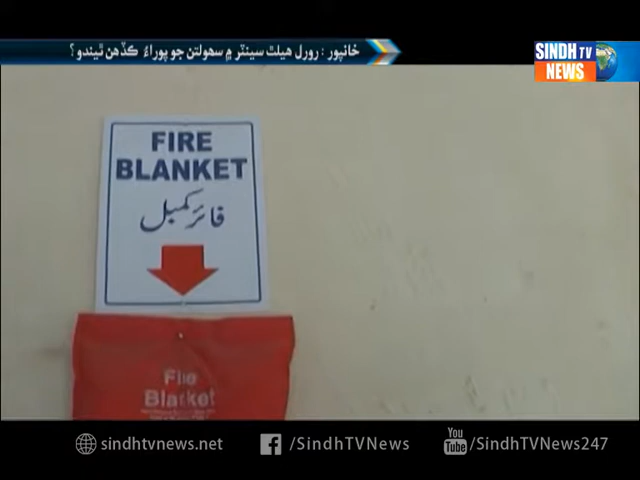 خانپور : رورل هيلٿ سينٽر ۾ سهولتن جو پوراءُ ڪڏهن ٿيندو؟
SINDH TV
NEWS
FIRE
BLANKET
فائر کمبل
Fire
Blanket
sindhtvnews.net
/SindhTVNews
You
Tube
/SindhTVNews247